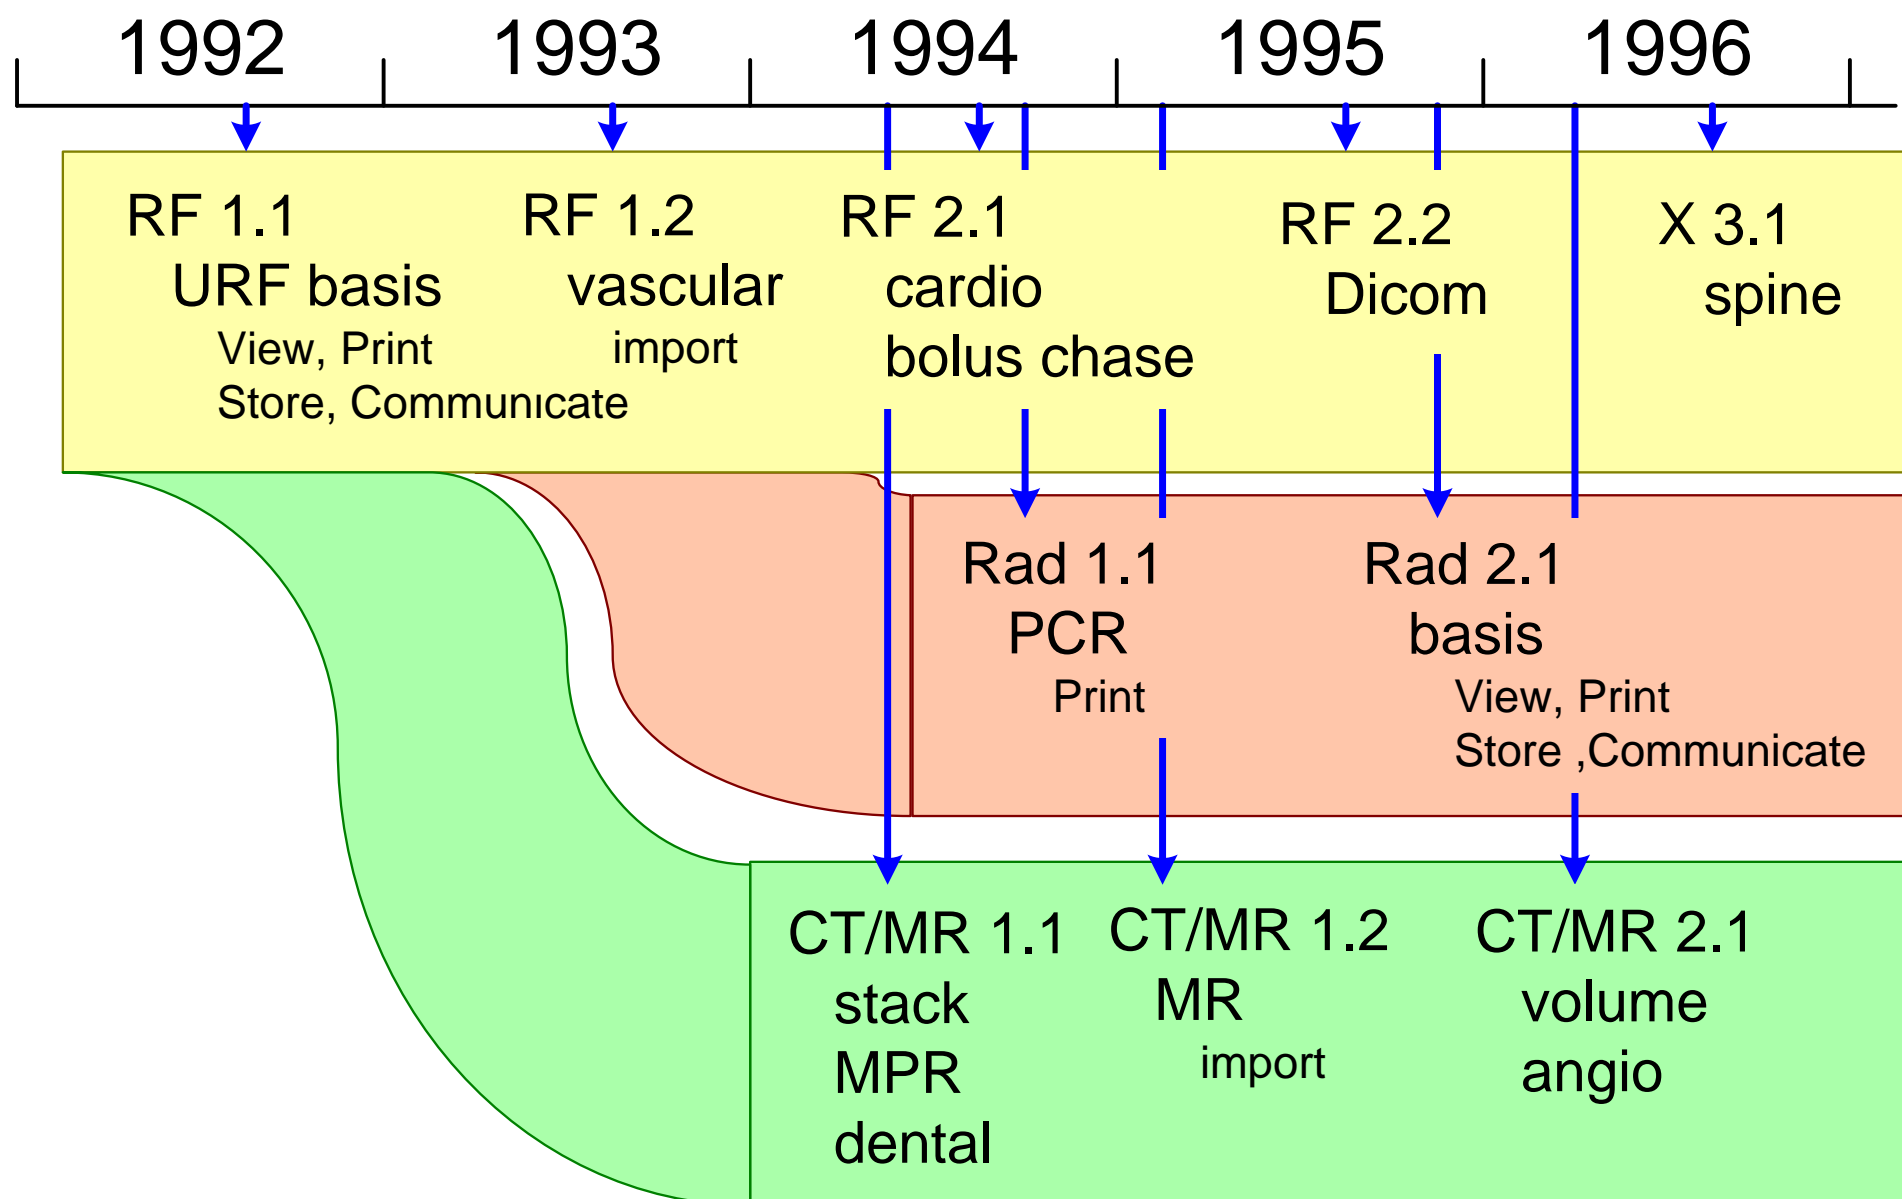 1992 1993 1994 1995 1996
RF 1.1
URF basis
View, Print
Store, Communicate
RF 1.2
vascular
import
RF 2.1
cardio
bolus chase
RF 2.2
Dicom
X 3.1
spine
Rad 1.1
PCR
Print
Rad 2.1
basis
View, Print
Store ,Communicate
CT/MR 1.1
stack
MPR
dental
CT/MR 1.2
MR
import
CT/MR 2.1
volume
angio